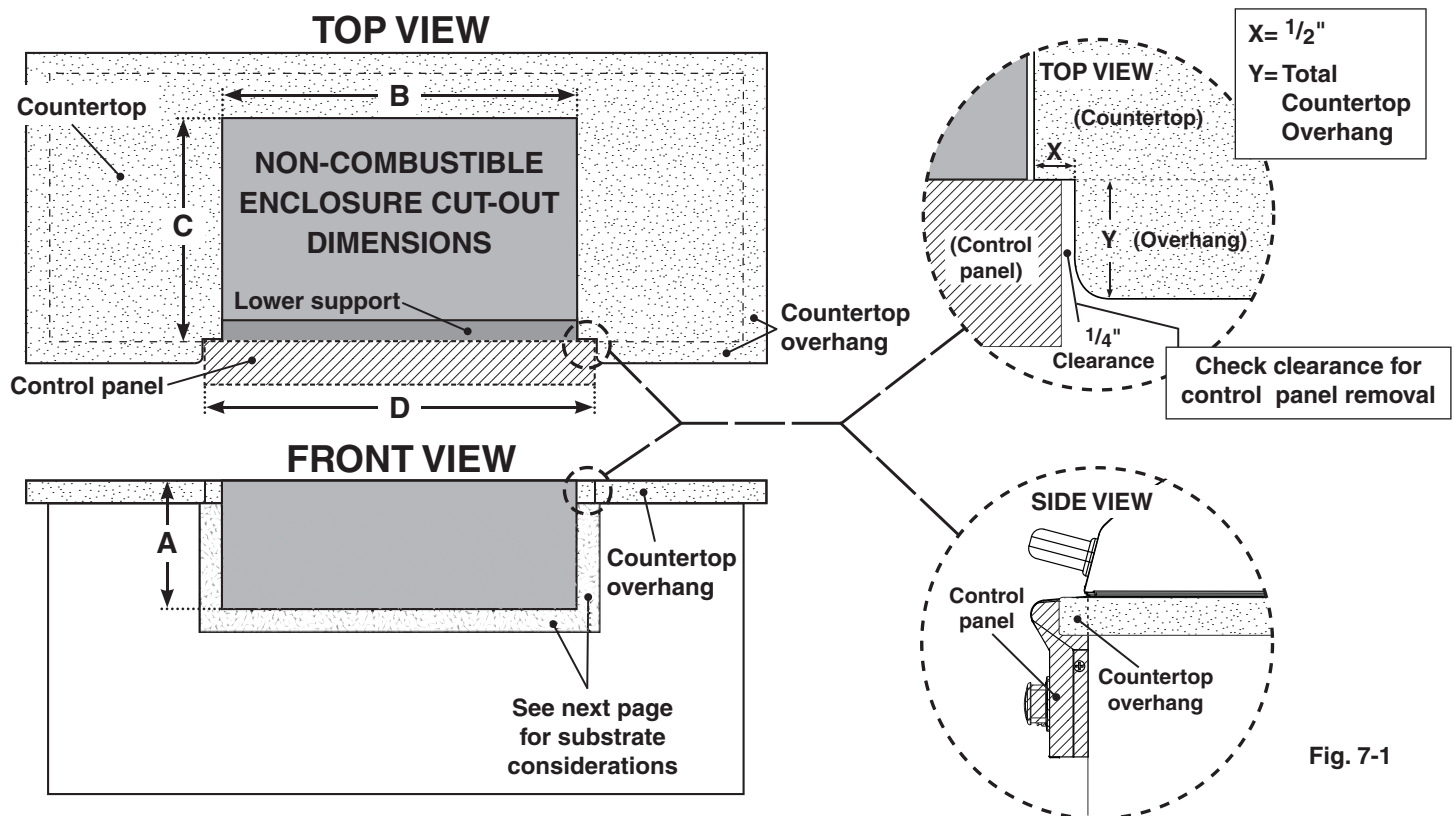 TOP VIEW
Countertop
B
NON-COMBUSTIBLE
ENCLOSURE CUT-OUT
DIMENSIONS
C
Lower support
Control panel
Countertop
overhang
D
TOP VIEW
(Countertop)
X
(Control
panel)
Y (Overhang)
1/4"
Clearance
X= 1/2"
Y= Total
Countertop
Overhang
Check clearance for
control panel removal
FRONT VIEW
A
Countertop
overhang
See next page
for substrate
considerations
SIDE VIEW
Control
panel
Countertop
overhang
Fig. 7-1